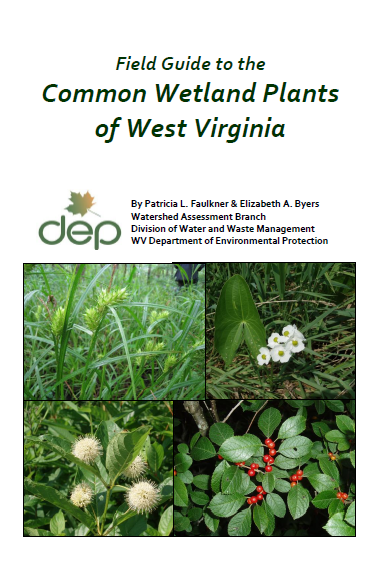 Field Guide to the
Common Wetland Plants
of West Virginia
dep
By Patricia L. Faulkner & Elizabeth A. Byers
Watershed Assessment Branch
Division of Water and Waste Management
WV Department of Environmental Protection